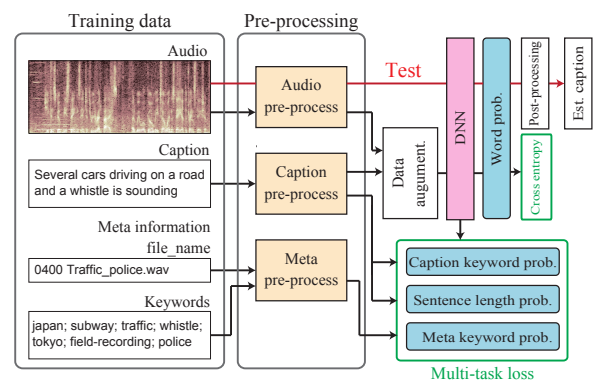 Training data
Pre-processing
Audio
Audio
pre-process
Test
DNN
Word prob.
Post-processing
Est. caption
Caption
Several cars driving on a road
and a whistle is sounding
Caption
pre-process
Data
augument.
Cross entropy
Meta information
file_name
0400 Traffic_police.wav
Meta
pre-process
Caption keyword prob.
Sentence length prob.
Meta keyword prob.
Keywords
japan; subway; traffic; whistle;
tokyo; field-recording; police
Multi-task loss